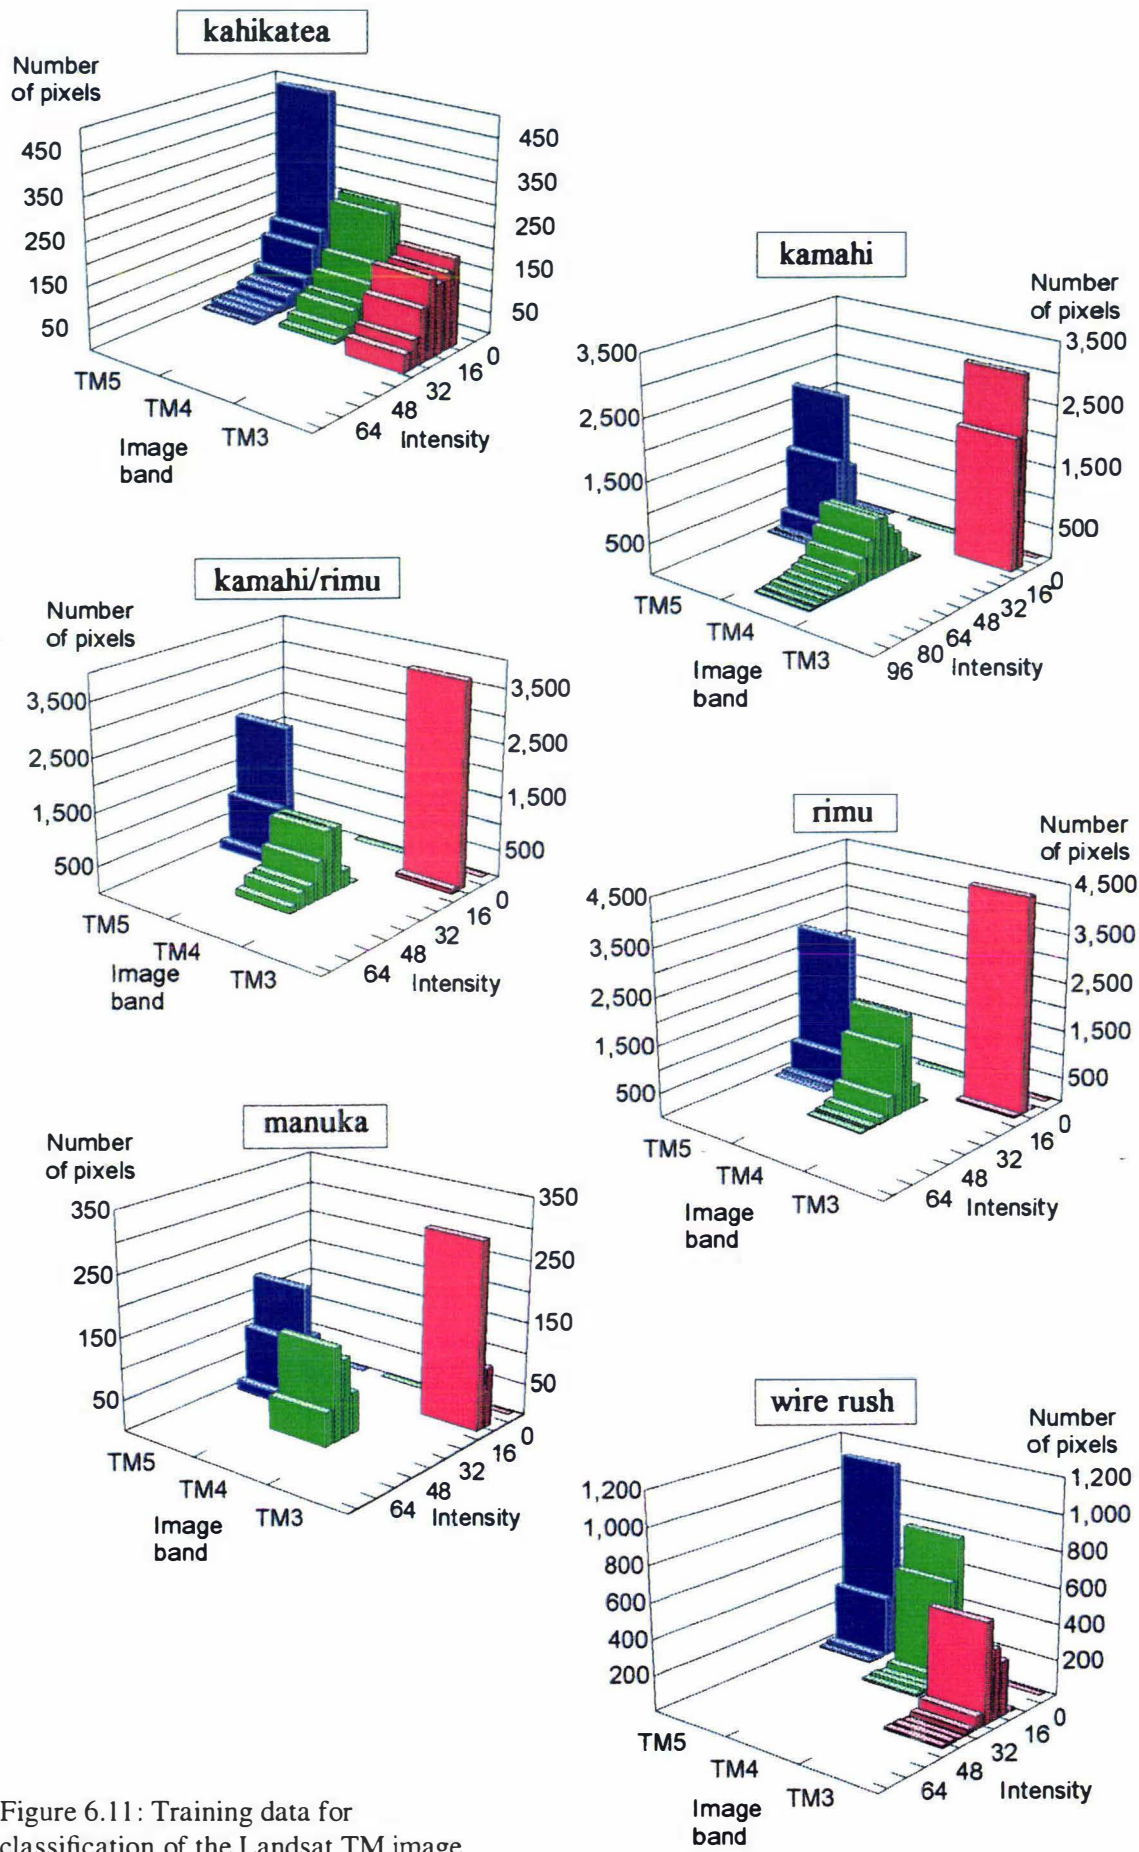 kahikatea
Number
of pixels
450
350
250
150
50
450
350
250
150
50
TM5
TM4
TM3
Image
band
64
48
32
16
0
Intensity
kamahi
Number
of pixels
3,500
2,500
1,500
500
3,500
2,500
1,500
500
TM5
TM4
TM3
Image
band
96
80
64
48
32
16
0
Intensity
kamahi/rimu
Number
of pixels
3,500
2,500
1,500
500
3,500
2,500
1,500
500
TM5
TM4
TM3
Image
band
64
48
32
16
0
Intensity
rimu
Number
of pixels
4,500
3,500
2,500
1,500
500
4,500
3,500
2,500
1,500
500
TM5
TM4
TM3
Image
band
64
48
32
16
0
Intensity
manuka
Number
of pixels
350
250
150
50
350
250
150
50
TM5
TM4
TM3
Image
band
64
48
32
16
0
Intensity
wire rush
Number
of pixels
1,200
1,000
800
600
400
200
1,200
1,000
800
600
400
200
TM5
TM4
TM3
Image
band
64
48
32
16
0
Intensity
Figure 6.11: Training data for
classification of the Landsat TM image